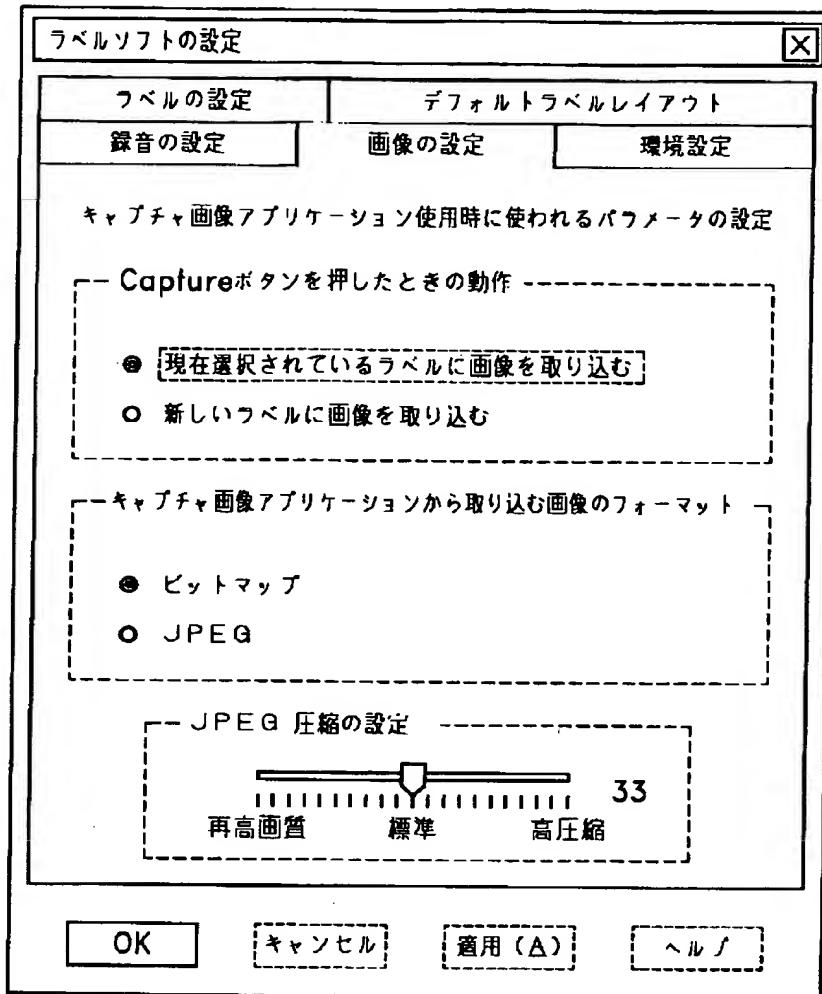 ラベルソフトの設定
ラベルの設定 デフォルトラベルレイアウト
録音の設定 画像の設定 環境設定
キャプチャ画像アプリケーション使用時に使われるパラメータの設定
Captureボタンを押したときの動作
現在選択されているラベルに画像を取り込む
新しいラベルに画像を取り込む
キャプチャ画像アプリケーションから取り込む画像のフォーマット
ビットマップ
JPEG
JPEG 圧縮の設定
33
再高画質 標準 高圧縮
OK キャンセル 適用(A) ヘルプ